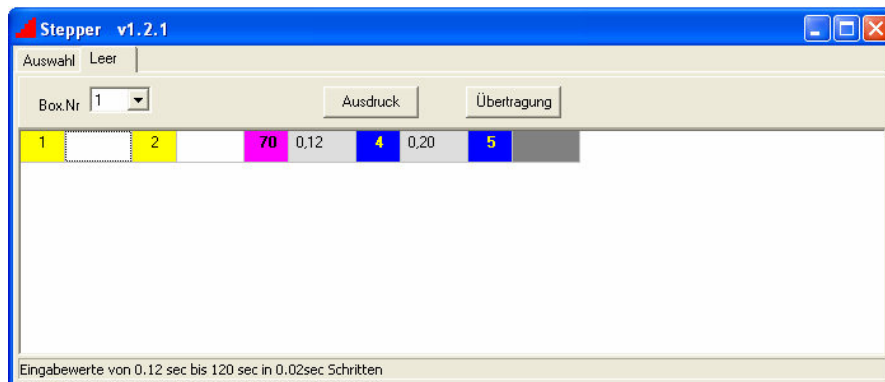 Stepper v1.2.1
Auswahl Leer
Box.Nr 1 Ausdruck Übertragung
1 2 70 0,12 4 0,20 5
Eingabewerte von 0.12 sec bis 120 sec in 0.02sec Schritten